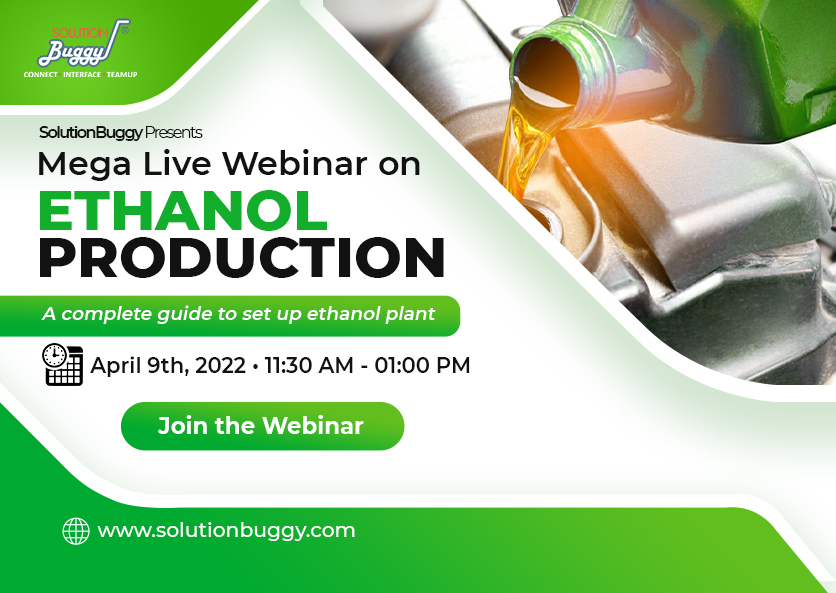 SOLUTION
Buggy
CONNECT INTERFACE TEAMUP
SolutionBuggy Presents
Mega Live Webinar on
ETHANOL
PRODUCTION
A complete guide to set up ethanol plant
April 9th, 2022 • 11:30 AM - 01:00 PM
Join the Webinar
www.solutionbuggy.com